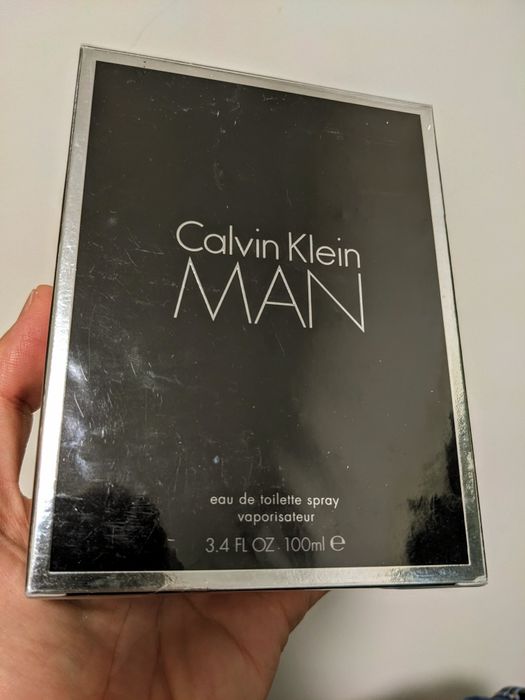 Calvin Klein
MAN
eau de toilette spray
vaporisateur
3.4 FL OZ · 100ml ℮